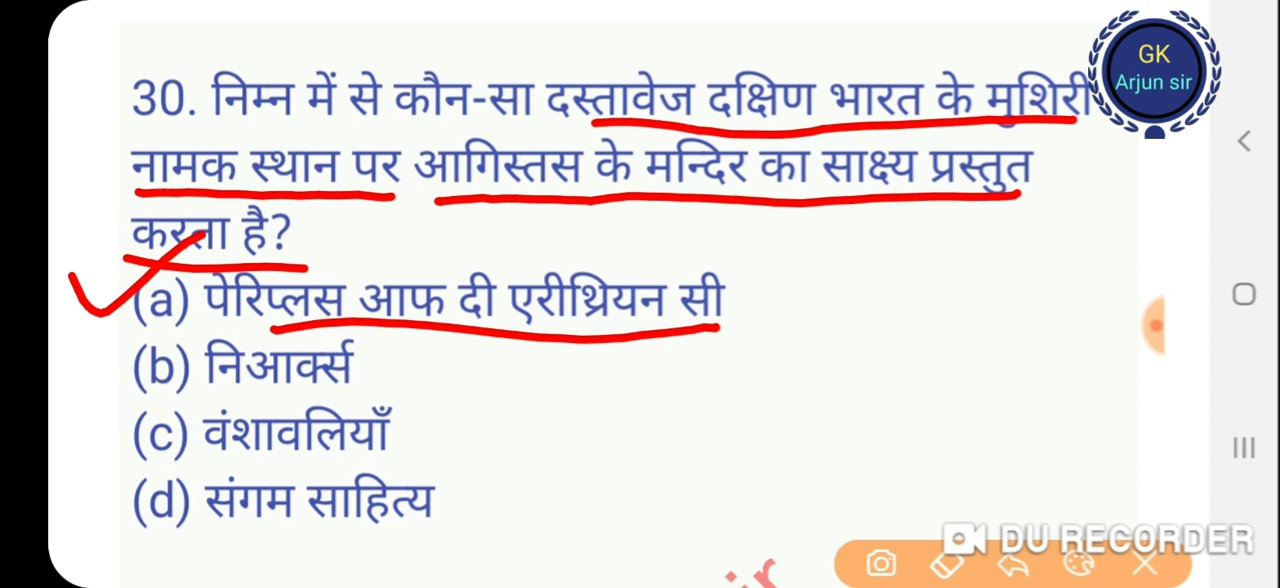 GK
Arjun sir
30. निम्न में से कौन-सा दस्तावेज दक्षिण भारत के मुशिरी
नामक स्थान पर आगिस्तस के मन्दिर का साक्ष्य प्रस्तुत
करता है?
(a) पेरिप्लस आफ दी एरीथ्रियन सी
(b) निआर्क्स
(c) वंशावलियाँ
(d) संगम साहित्य
DU RECORDER